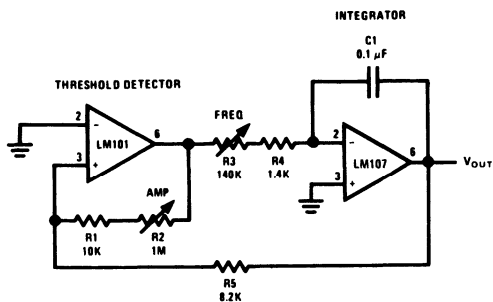 INTEGRATOR
C1
0.1 µF
THRESHOLD DETECTOR
FREQ
2
−
LM101
6
3
+
R3
140K
R4
1.4K
2
−
LM107
6
3
+
VOUT
AMP
R1
10K
R2
1M
R5
8.2K